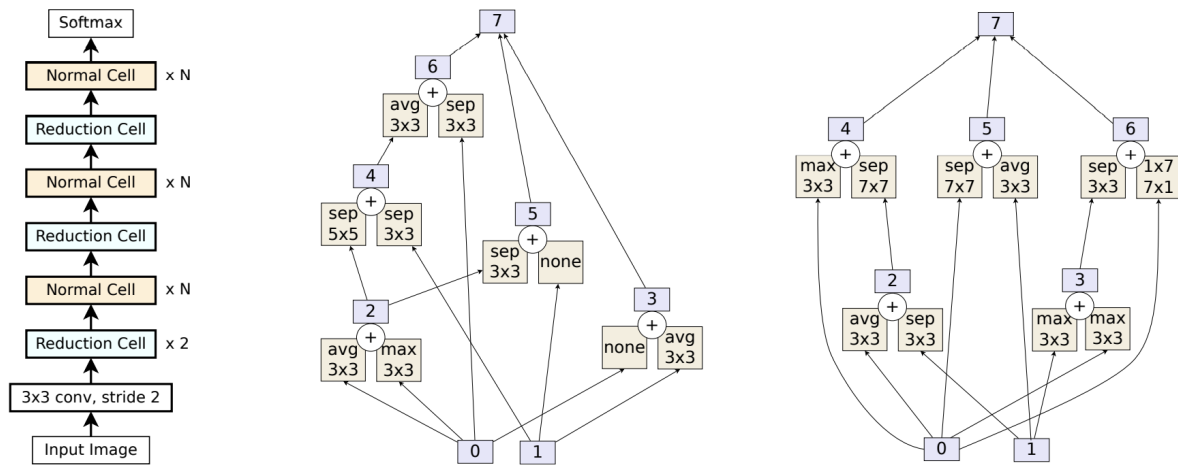 Softmax
Normal Cell
x N
Reduction Cell
Normal Cell
x N
Reduction Cell
Normal Cell
x N
Reduction Cell
x 2
3x3 conv, stride 2
Input Image
7
6
+
avg
3x3
sep
3x3
4
+
sep
5x5
sep
3x3
5
+
sep
3x3
none
2
+
avg
3x3
max
3x3
3
+
none
avg
3x3
0
1
7
4
+
max
3x3
sep
7x7
5
+
sep
7x7
avg
3x3
6
+
sep
3x3
1x7
7x1
2
+
avg
3x3
sep
3x3
3
+
max
3x3
max
3x3
0
1